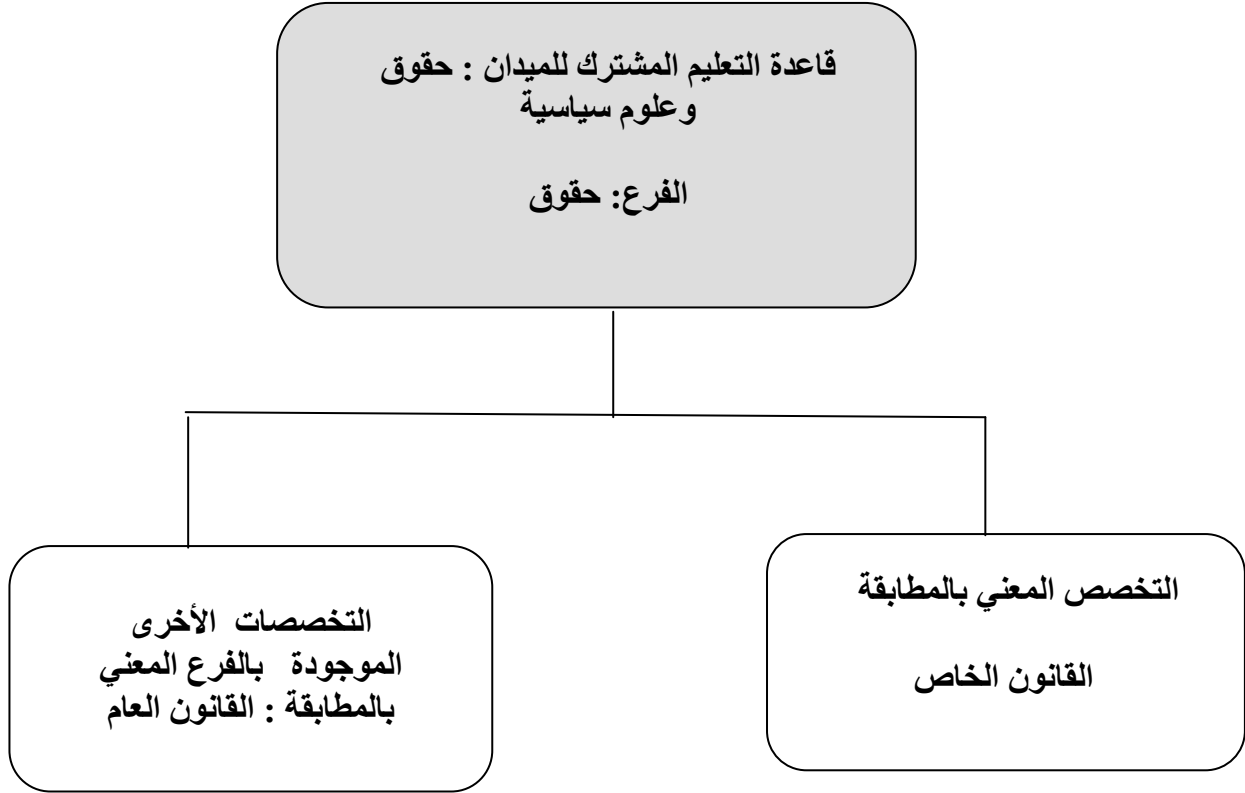 قاعدة التعليم المشترك للميدان : حقوق
وعلوم سياسية
الفرع: حقوق
التخصص المعني بالمطابقة
القانون الخاص
التخصصات الأخرى
الموجودة بالفرع المعني
بالمطابقة : القانون العام